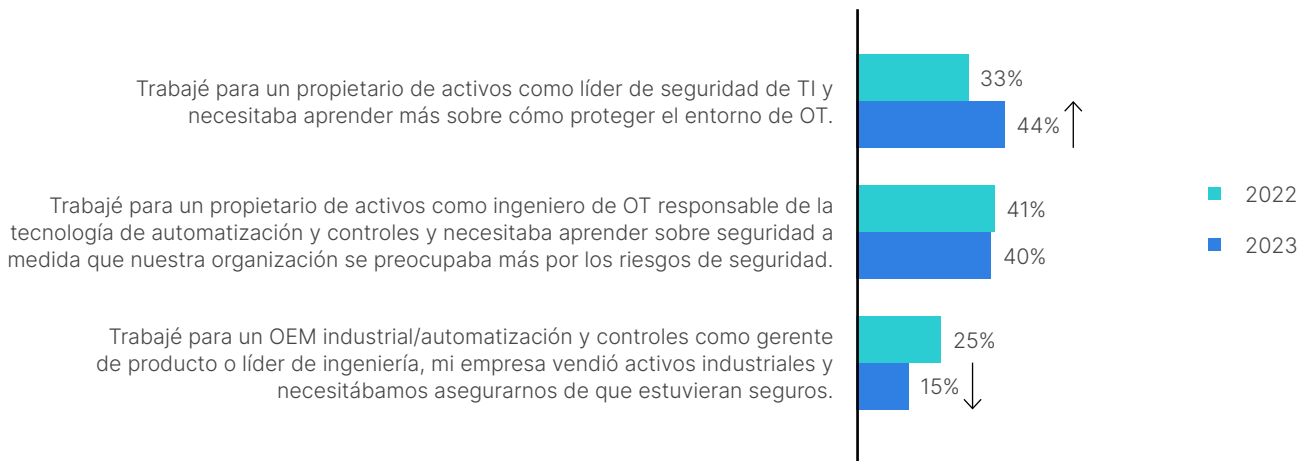 Trabajé para un propietario de activos como líder de seguridad de TI y
necesitaba aprender más sobre cómo proteger el entorno de OT.
33%
44%
Trabajé para un propietario de activos como ingeniero de OT responsable de la
tecnología de automatización y controles y necesitaba aprender sobre seguridad a
medida que nuestra organización se preocupaba más por los riesgos de seguridad.
41%
40%
Trabajé para un OEM industrial/automatización y controles como gerente
de producto o líder de ingeniería, mi empresa vendió activos industriales y
necesitábamos asegurarnos de que estuvieran seguros.
25%
15%
2022
2023